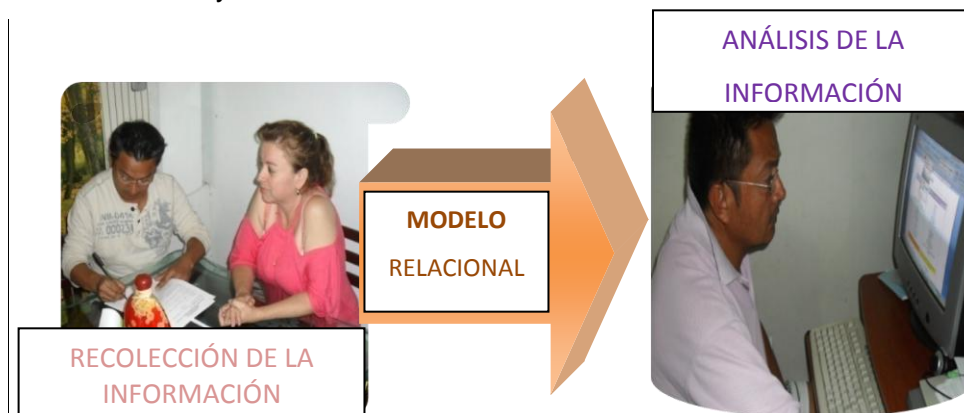 ANÁLISIS DE LA
INFORMACIÓN
MODELO
RELACIONAL
RECOLECCIÓN DE LA
INFORMACIÓN